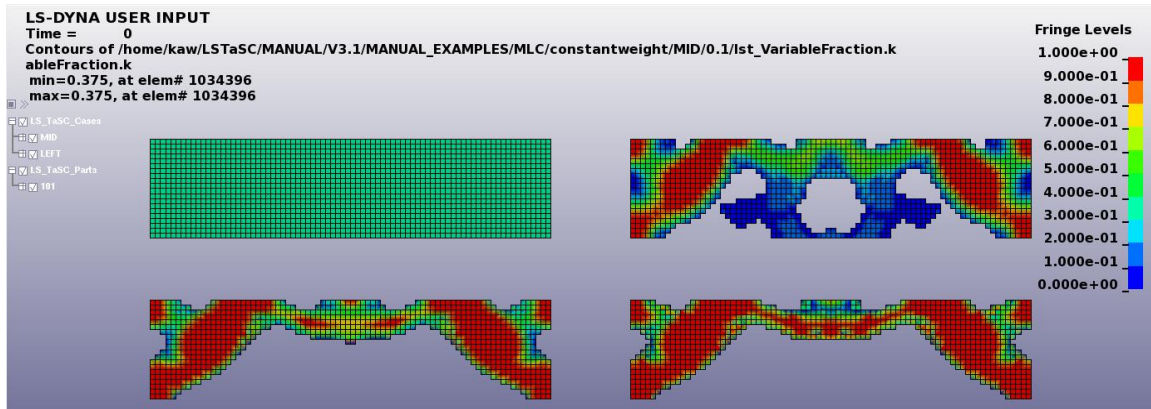 LS-DYNA USER INPUT
Time = 0
Contours of /home/kaw/LSTaSC/MANUAL/V3.1/MANUAL_EXAMPLES/MLC/constantweight/MID/0.1/lst_VariableFraction.k
ableFraction.k
min=0.375, at elem# 1034396
max=0.375, at elem# 1034396
LS_TaSC_Cases
MID
LEFT
LS_TaSC_Parts
101
Fringe Levels
1.000e+00
9.000e-01
8.000e-01
7.000e-01
6.000e-01
5.000e-01
4.000e-01
3.000e-01
2.000e-01
1.000e-01
0.000e+00